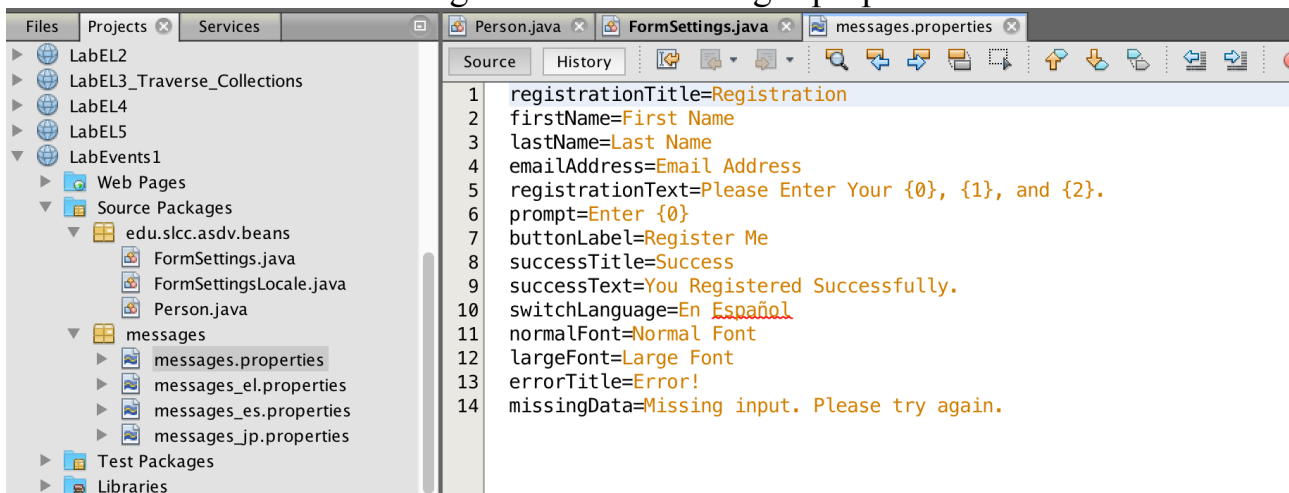 Files Projects Services
LabEL2
LabEL3_Traverse_Collections
LabEL4
LabEL5
LabEvents1
Web Pages
Source Packages
edu.slcc.asdv.beans
FormSettings.java
FormSettingsLocale.java
Person.java
messages
messages.properties
messages_el.properties
messages_es.properties
messages_jp.properties
Test Packages
Libraries
Person.java FormSettings.java messages.properties
Source History
1 registrationTitle=Registration
2 firstName=First Name
3 lastName=Last Name
4 emailAddress=Email Address
5 registrationText=Please Enter Your {0}, {1}, and {2}.
6 prompt=Enter {0}
7 buttonLabel=Register Me
8 successTitle=Success
9 successText=You Registered Successfully.
10 switchLanguage=En Español
11 normalFont=Normal Font
12 largeFont=Large Font
13 errorTitle=Error!
14 missingData=Missing input. Please try again.